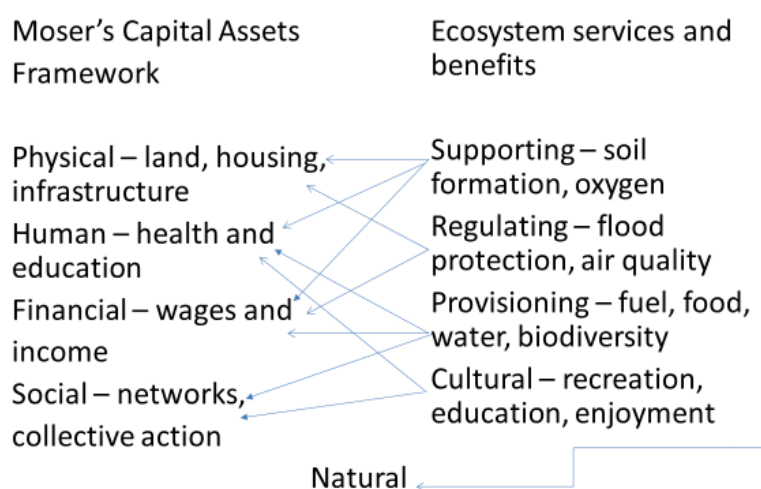 Moser’s Capital Assets
Framework
Physical – land, housing,
infrastructure
Human – health and
education
Financial – wages and
income
Social – networks,
collective action
Ecosystem services and
benefits
Supporting – soil
formation, oxygen
Regulating – flood
protection, air quality
Provisioning – fuel, food,
water, biodiversity
Cultural – recreation,
education, enjoyment
Natural